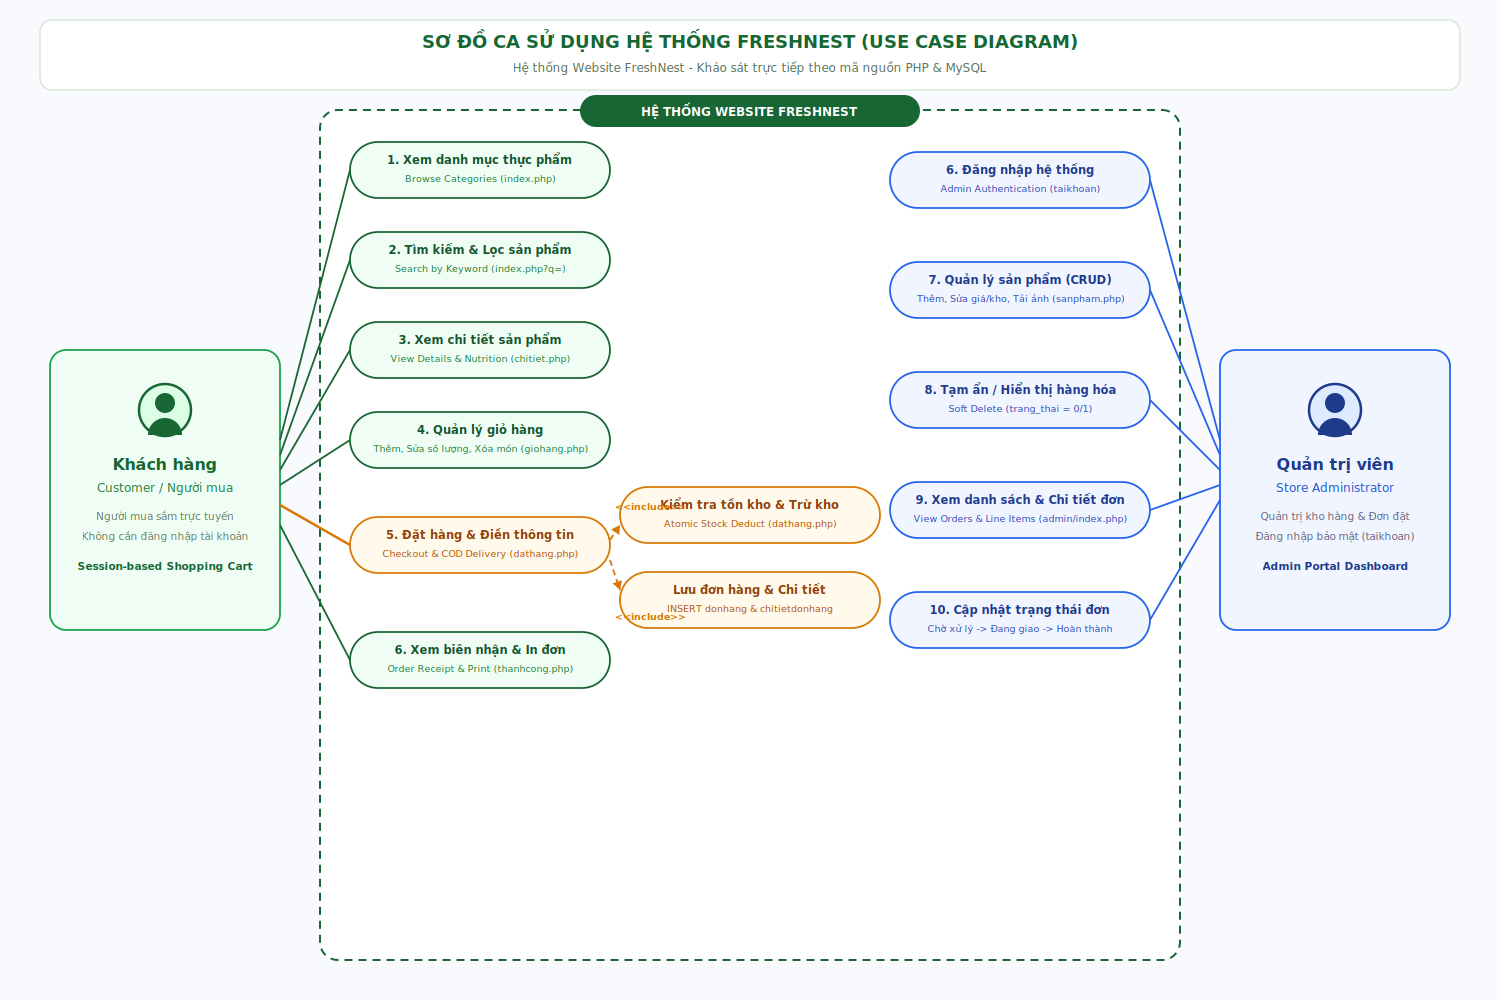 SƠ ĐỒ CA SỬ DỤNG HỆ THỐNG FRESHNEST (USE CASE DIAGRAM)
Hệ thống Website FreshNest - Khảo sát trực tiếp theo mã nguồn PHP & MySQL
HỆ THỐNG WEBSITE FRESHNEST
Khách hàng
Customer / Người mua
Người mua sắm trực tuyến
Không cần đăng nhập tài khoản
Session-based Shopping Cart
1. Xem danh mục thực phẩm
Browse Categories (index.php)
2. Tìm kiếm & Lọc sản phẩm
Search by Keyword (index.php?q=)
3. Xem chi tiết sản phẩm
View Details & Nutrition (chitiet.php)
4. Quản lý giỏ hàng
Thêm, Sửa số lượng, Xóa món (giohang.php)
5. Đặt hàng & Điền thông tin
Checkout & COD Delivery (dathang.php)
6. Xem biên nhận & In đơn
Order Receipt & Print (thanhcong.php)
<<include>>
Kiểm tra tồn kho & Trừ kho
Atomic Stock Deduct (dathang.php)
Lưu đơn hàng & Chi tiết
INSERT donhang & chitietdonhang
<<include>>
6. Đăng nhập hệ thống
Admin Authentication (taikhoan)
7. Quản lý sản phẩm (CRUD)
Thêm, Sửa giá/kho, Tải ảnh (sanpham.php)
8. Tạm ẩn / Hiển thị hàng hóa
Soft Delete (trang_thai = 0/1)
9. Xem danh sách & Chi tiết đơn
View Orders & Line Items (admin/index.php)
10. Cập nhật trạng thái đơn
Chờ xử lý -> Đang giao -> Hoàn thành
Quản trị viên
Store Administrator
Quản trị kho hàng & Đơn đặt
Đăng nhập bảo mật (taikhoan)
Admin Portal Dashboard